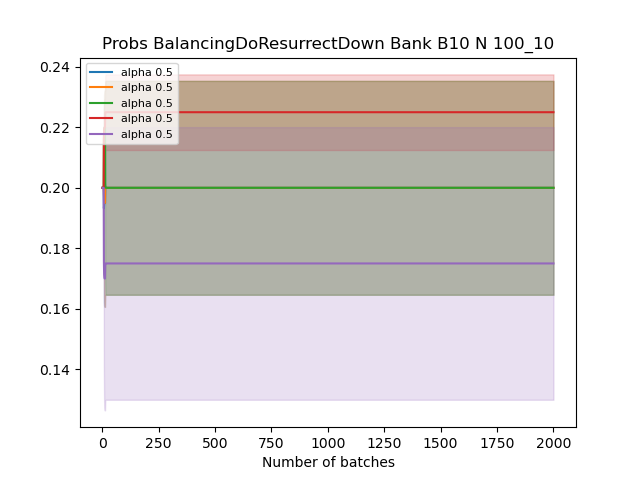 Probs BalancingDoResurrectDown Bank B10 N 100_10
0.24
0.22
0.20
0.18
0.16
0.14
alpha 0.5
alpha 0.5
alpha 0.5
alpha 0.5
alpha 0.5
0 250 500 750 1000 1250 1500 1750 2000
Number of batches